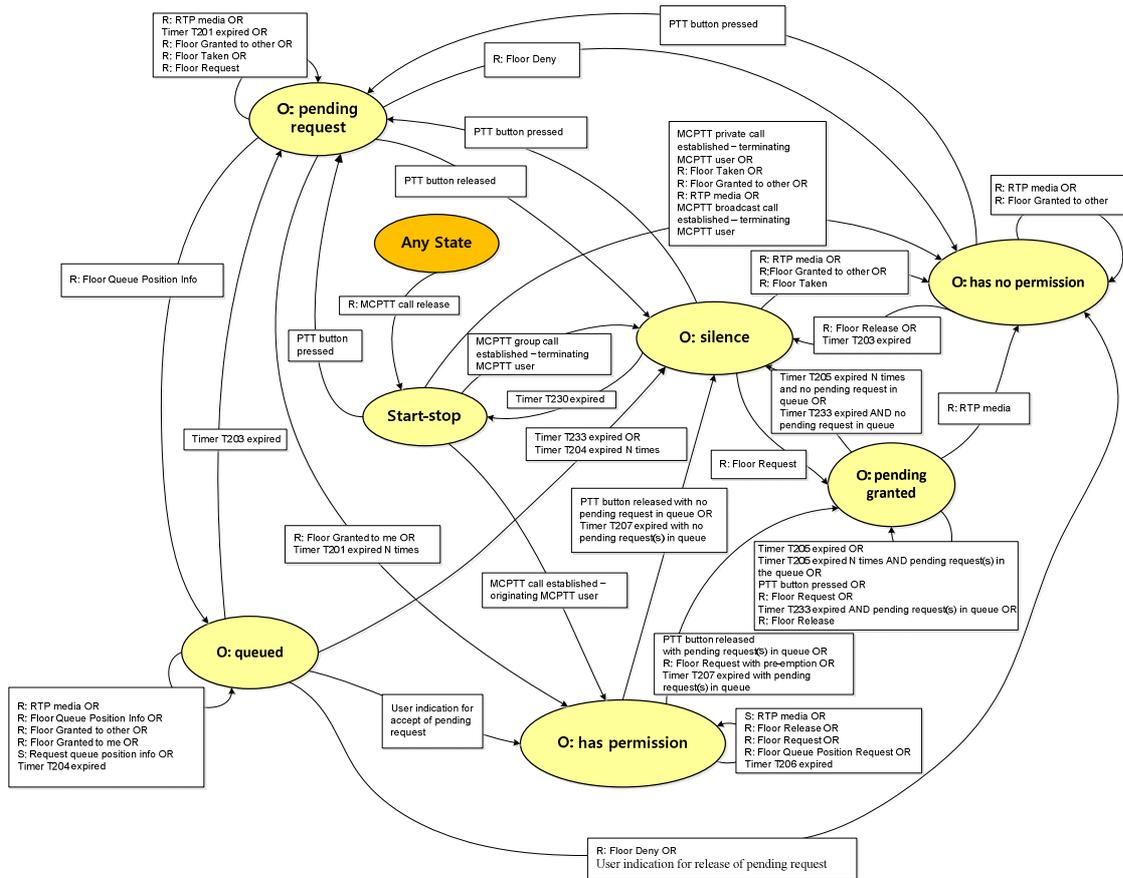 R: RTP media OR
Timer T201 expired OR
R: Floor Granted to other OR
R: Floor Taken OR
R: Floor Request
PTT button pressed
R: Floor Deny
O: pending
request
PTT button pressed
MCPTT private call
established – terminating
MCPTT user OR
R: Floor Taken OR
R: Floor Granted to other OR
R: RTP media OR
MCPTT broadcast call
established – terminating
MCPTT user
PTT button released
R: RTP media OR
R: Floor Granted to other
Any State
R: RTP media OR
R;Floor Granted to other OR
R: Floor Taken
O: has no permission
R: Floor Queue Position Info
R: MCPTT call release
PTT button
pressed
MCPTT group call
established – terminating
MCPTT user
O: silence
R: Floor Release OR
Timer T203 expired
Timer T230 expired
Start-stop
Timer T205 expired N times
and no pending request in
queue OR
Timer T233 expired AND no
pending request in queue
R: RTP media
Timer T203 expired
Timer T233 expired OR
Timer T204 expired N times
R: Floor Request
O: pending
granted
PTT button released with no
pending request in queue OR
Timer T207 expired with no
pending request(s) in queue
R: Floor Granted to me OR
Timer T201 expired N times
Timer T205 expired OR
Timer T205 expired N times AND pending request(s) in
the queue OR
PTT button pressed OR
R: Floor Request OR
Timer T233 expired AND pending request(s) in queue OR
R: Floor Release
MCPTT call established –
originating MCPTT user
O: queued
PTT button released
with pending request(s) in queue OR
R: Floor Request with pre-emption OR
Timer T207 expired with pending
request(s) in queue
R: RTP media OR
R: Floor Queue Position Info OR
R: Floor Granted to other OR
R: Floor Granted to me OR
S: Request queue position info OR
Timer T204 expired
User indication for
accept of pending
request
O: has permission
S: RTP media OR
R: Floor Release OR
R: Floor Request OR
R: Floor Queue Position Request OR
Timer T206 expired
R: Floor Deny OR
User indication for release of pending request